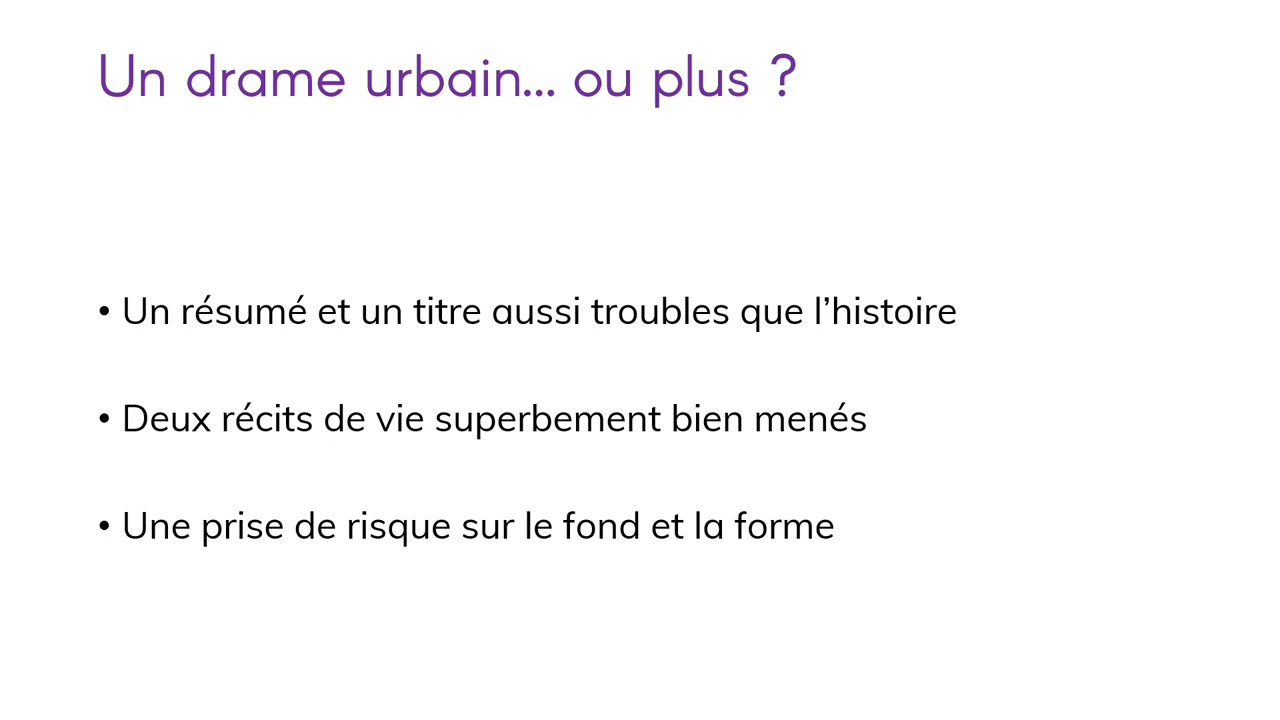 Un drame urbain... ou plus ?
• Un résumé et un titre aussi troubles que l’histoire
• Deux récits de vie superbement bien menés
• Une prise de risque sur le fond et la forme